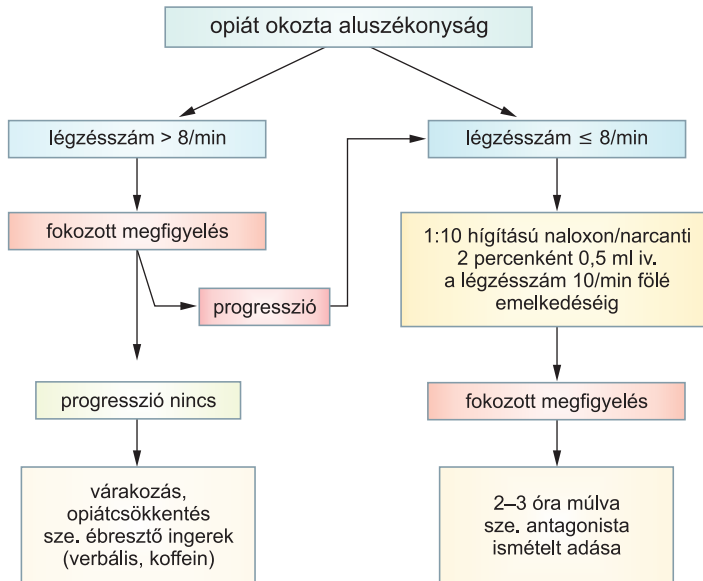 opiát okozta aluszékonyság
légzésszám > 8/min
légzésszám ≤ 8/min
fokozott megfigyelés
1:10 hígítású naloxon/narcanti
2 percenként 0,5 ml iv.
a légzésszám 10/min fölé
emelkedéséig
progresszió
progresszió nincs
fokozott megfigyelés
várakozás,
opiátcsökkentés
sze. ébresztő ingerek
(verbális, koffein)
2–3 óra múlva
sze. antagonista
ismételt adása